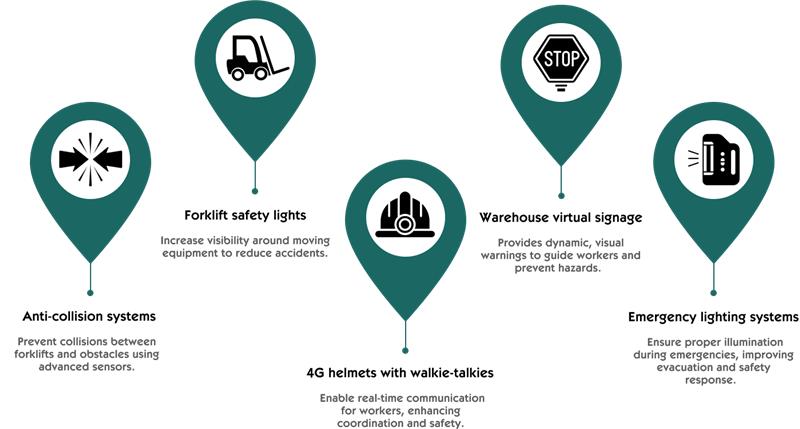 STOP
Forklift safety lights
Increase visibility around moving
equipment to reduce accidents.
Warehouse virtual signage
Provides dynamic, visual
warnings to guide workers and
prevent hazards.
Anti-collision systems
Prevent collisions between
forklifts and obstacles using
advanced sensors.
4G helmets with walkie-talkies
Enable real-time communication
for workers, enhancing
coordination and safety.
Emergency lighting systems
Ensure proper illumination
during emergencies, improving
evacuation and safety
response.